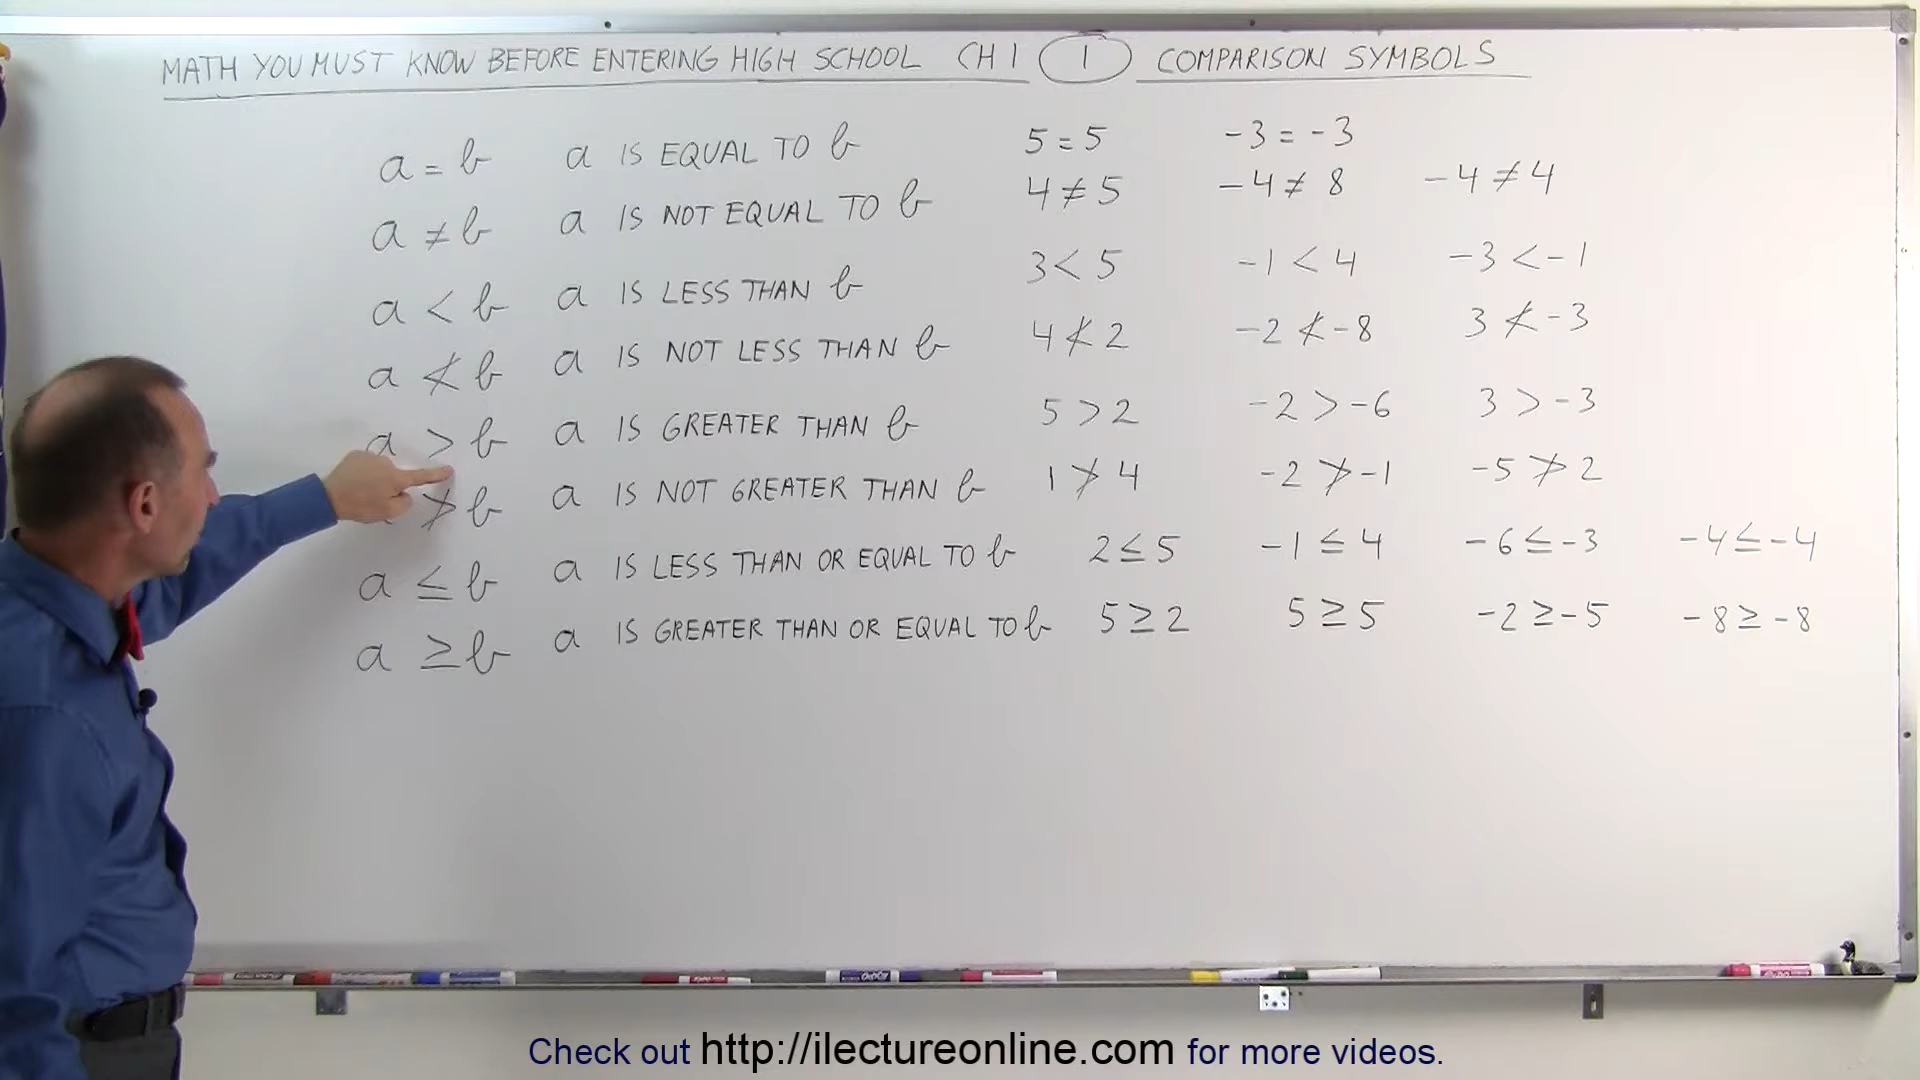 MATH YOU MUST KNOW BEFORE ENTERING HIGH SCHOOL CH 1 1 COMPARISON SYMBOLS
a = b a IS EQUAL TO b 5 = 5 -3 = -3
a ≠ b a IS NOT EQUAL TO b 4 ≠ 5 -4 ≠ 8 -4 ≠ 4
a < b a IS LESS THAN b 3 < 5 -1 < 4 -3 < -1
a ≮ b a IS NOT LESS THAN b 4 ≮ 2 -2 ≮ -8 3 ≮ -3
a > b a IS GREATER THAN b 5 > 2 -2 > -6 3 > -3
≯ b a IS NOT GREATER THAN b 1 ≯ 4 -2 ≯ -1 -5 ≯ 2
a ≤ b a IS LESS THAN OR EQUAL TO b 2 ≤ 5 -1 ≤ 4 -6 ≤ -3 -4 ≤ -4
a ≥ b a IS GREATER THAN OR EQUAL TO b 5 ≥ 2 5 ≥ 5 -2 ≥ -5 -8 ≥ -8
Check out http://ilectureonline.com for more videos.